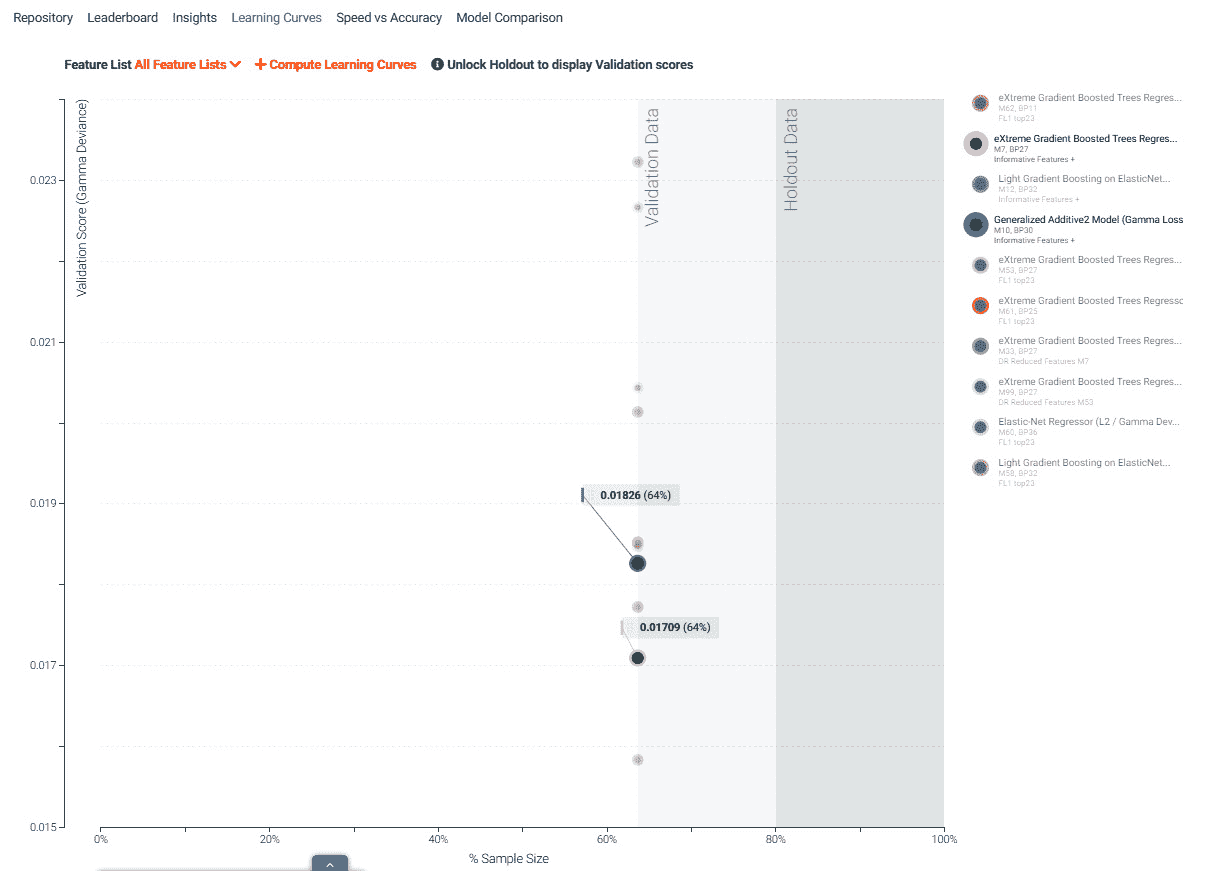 Repository Leaderboard Insights Learning Curves Speed vs Accuracy Model Comparison
Feature List All Feature Lists + Compute Learning Curves Unlock Holdout to display Validation scores
Validation Score (Gamma Deviance)
0.023
0.021
0.019
0.017
0.015
Validation Data
Holdout Data
0.01826 (64%)
0.01709 (64%)
0% 20% 40% 60% 80% 100%
% Sample Size
eXtreme Gradient Boosted Trees Regres...
M62, BP11
FL1 top23
eXtreme Gradient Boosted Trees Regres...
M7, BP27
Informative Features +
Light Gradient Boosting on ElasticNet...
M12, BP32
Informative Features +
Generalized Additive2 Model (Gamma Loss
M10, BP30
Informative Features +
eXtreme Gradient Boosted Trees Regres...
M53, BP27
FL1 top23
eXtreme Gradient Boosted Trees Regresso
M61, BP25
FL1 top23
eXtreme Gradient Boosted Trees Regres...
M33, BP27
DR Reduced Features M7
eXtreme Gradient Boosted Trees Regres...
M99, BP27
DR Reduced Features M53
Elastic-Net Regressor (L2 / Gamma Dev...
M60, BP36
FL1 top23
Light Gradient Boosting on ElasticNet...
M58, BP32
FL1 top23